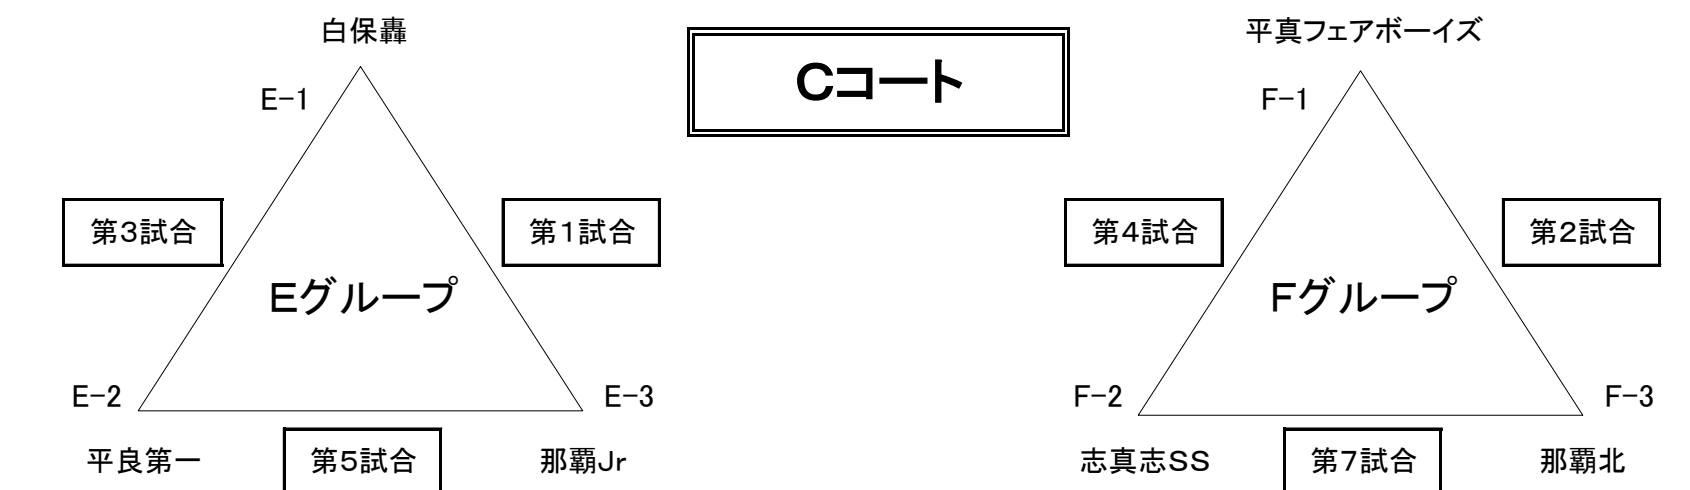 白保轟
Cコート
平真フェアボーイズ
E-1
F-1
第3試合
第1試合
第4試合
第2試合
Eグループ
Fグループ
E-2
E-3
F-2
F-3
平良第一
第5試合
那覇Jr
志真志SS
第7試合
那覇北